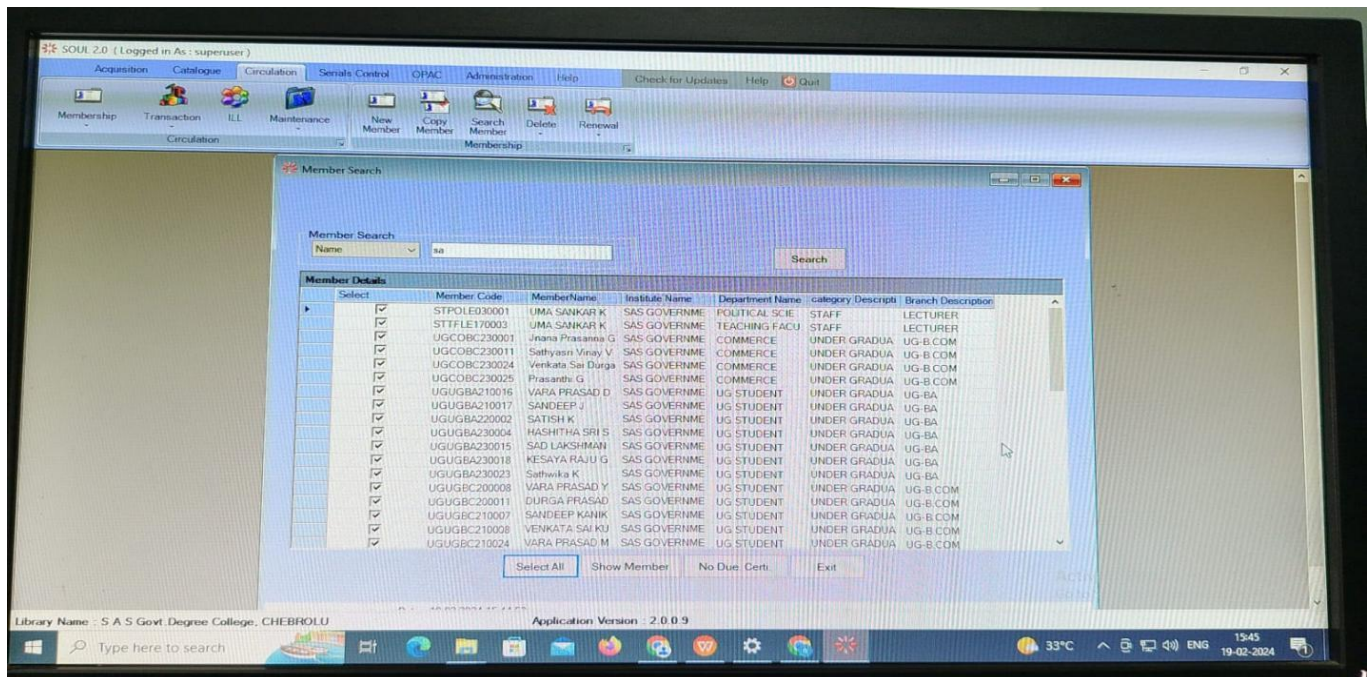 SOUL 2.0 ( Logged in As : superuser )
Acquisition Catalogue Circulation Serials Control OPAC Administration Help Check for Updates Help Quit
Membership Transaction ILL Maintenance New Member Copy Member Search Member Delete Renewal
Circulation Membership
Member Search
Member Search
Name sa
Search
Member Details
Select Member Code MemberName Institute Name Department Name category Descripti Branch Description
STPOLE030001 UMA SANKAR K SAS GOVERNME POLITICAL SCIE STAFF LECTURER
STTFLE170003 UMA SANKAR K SAS GOVERNME TEACHING FACU STAFF LECTURER
UGCOBC230001 Jnana Prasanna G SAS GOVERNME COMMERCE UNDER GRADUA UG-B.COM
UGCOBC230011 Sathyasri Vinay V SAS GOVERNME COMMERCE UNDER GRADUA UG-B.COM
UGCOBC230024 Venkata Sai Durga SAS GOVERNME COMMERCE UNDER GRADUA UG-B.COM
UGCOBC230025 Prasanthi G SAS GOVERNME COMMERCE UNDER GRADUA UG-B.COM
UGUGBA210016 VARA PRASAD D SAS GOVERNME UG STUDENT UNDER GRADUA UG-BA
UGUGBA210017 SANDEEP J SAS GOVERNME UG STUDENT UNDER GRADUA UG-BA
UGUGBA220002 SATISH K SAS GOVERNME UG STUDENT UNDER GRADUA UG-BA
UGUGBA230004 HASHITHA SRI S SAS GOVERNME UG STUDENT UNDER GRADUA UG-BA
UGUGBA230015 SAD LAKSHMAN SAS GOVERNME UG STUDENT UNDER GRADUA UG-BA
UGUGBA230018 KESAYA RAJU G SAS GOVERNME UG STUDENT UNDER GRADUA UG-BA
UGUGBA230023 Sathwika K SAS GOVERNME UG STUDENT UNDER GRADUA UG-BA
UGUGBC200008 VARA PRASAD Y SAS GOVERNME UG STUDENT UNDER GRADUA UG-B.COM
UGUGBC200011 DURGA PRASAD SAS GOVERNME UG STUDENT UNDER GRADUA UG-B.COM
UGUGBC210007 SANDEEP KANIK SAS GOVERNME UG STUDENT UNDER GRADUA UG-B.COM
UGUGBC210008 VENKATA SAI KU SAS GOVERNME UG STUDENT UNDER GRADUA UG-B.COM
UGUGBC210024 VARA PRASAD M SAS GOVERNME UG STUDENT UNDER GRADUA UG-B.COM
Select All Show Member No Due Certi. Exit
Library Name : S A S Govt.Degree College, CHEBROLU Application Version : 2.0.0.9
Type here to search 33°C ENG 15:45
19-02-2024